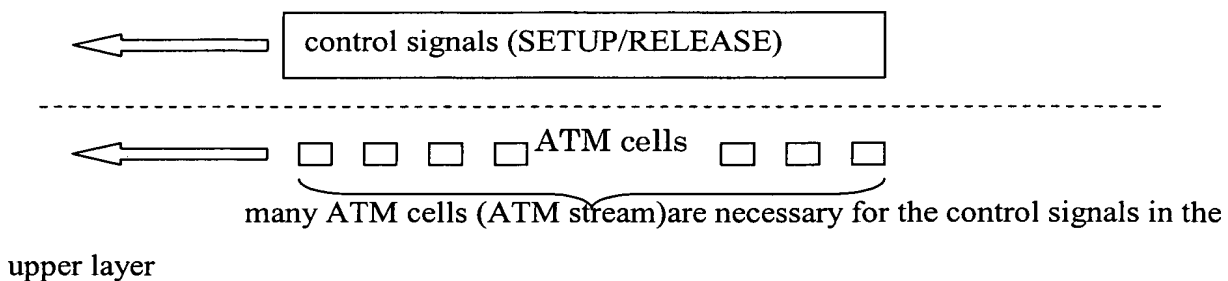 control signals (SETUP/RELEASE)
ATM cells
many ATM cells (ATM stream)are necessary for the control signals in the
upper layer